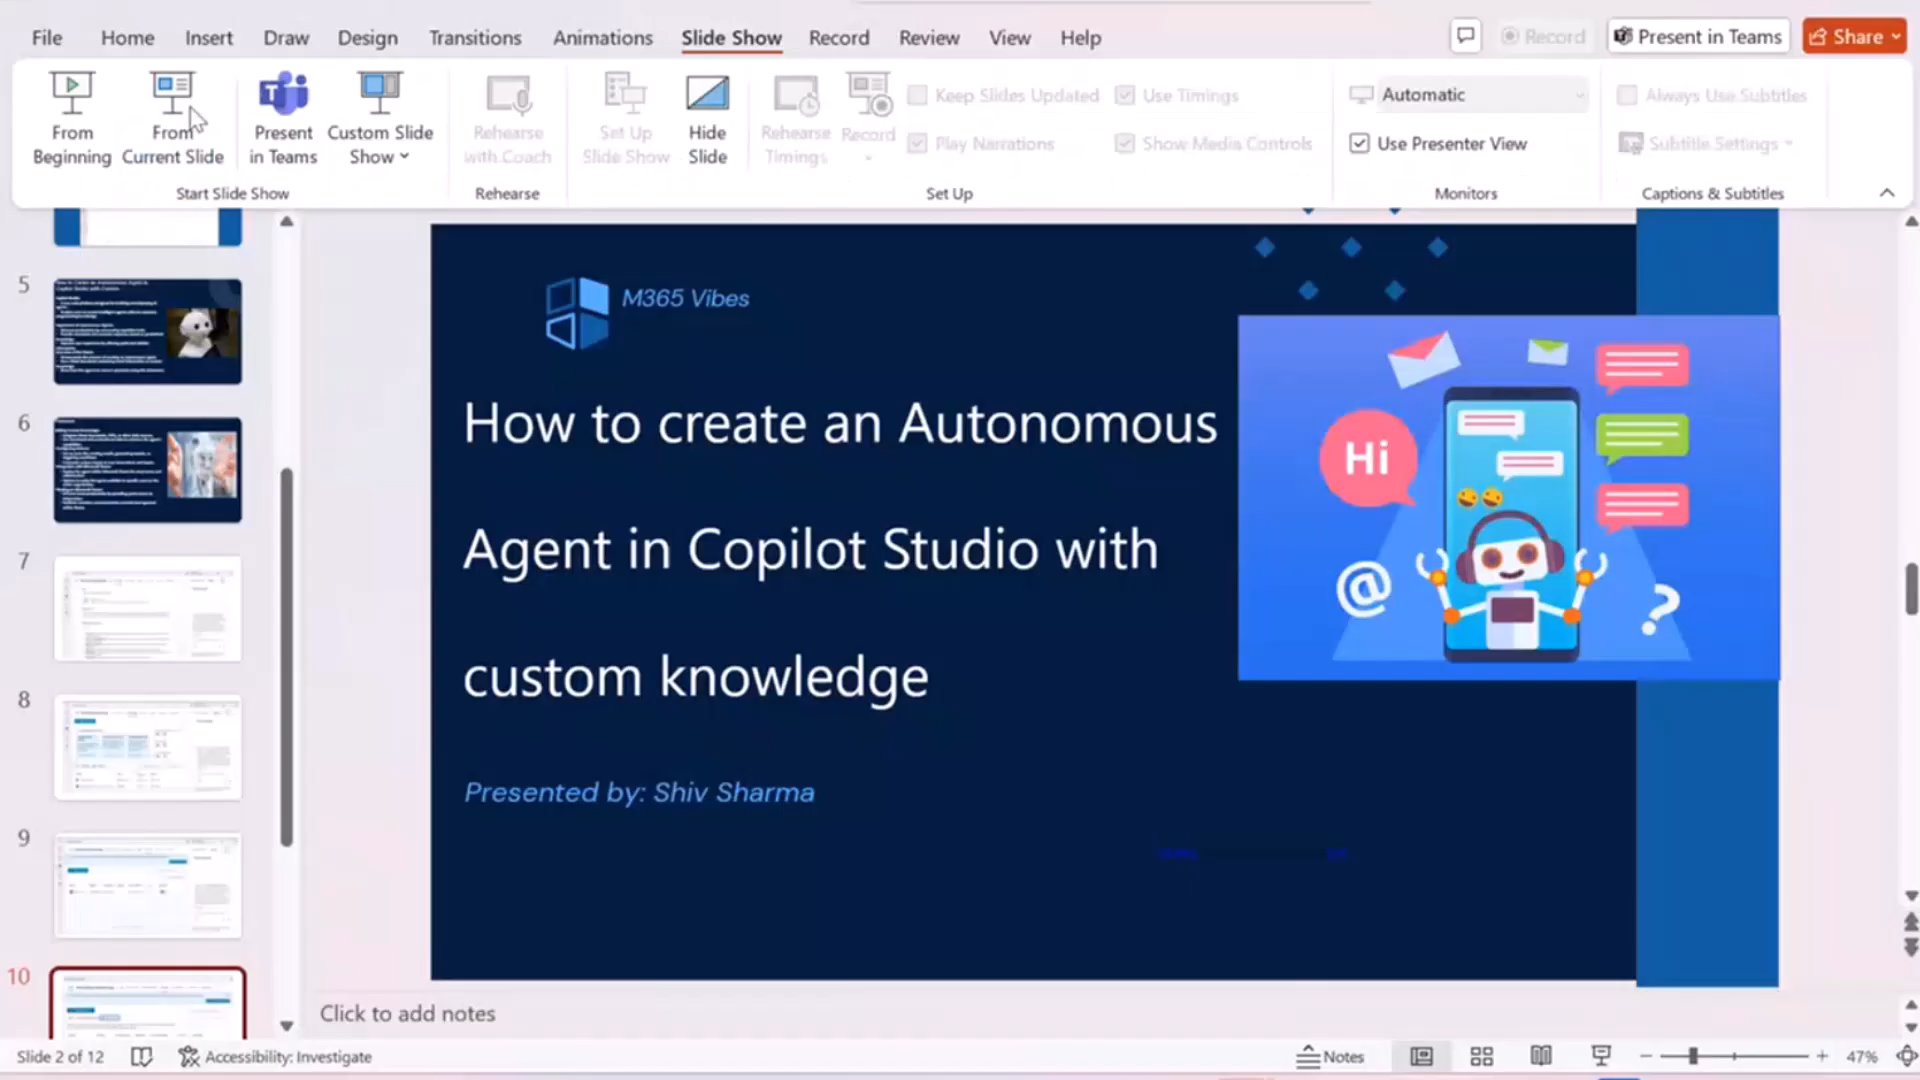 File Home Insert Draw Design Transitions Animations Slide Show Record Review View Help
Record Present in Teams Share
From Beginning
From Current Slide
Present in Teams
Custom Slide Show
Rehearse with Coach
Set Up Slide Show
Hide Slide
Rehearse Timings
Record
Keep Slides Updated
Use Timings
Play Narrations
Show Media Controls
Automatic
Use Presenter View
Always Use Subtitles
Subtitle Settings
Start Slide Show Rehearse Set Up Monitors Captions & Subtitles
5
6
7
8
9
10
M365 Vibes
How to create an Autonomous
Agent in Copilot Studio with
custom knowledge
Presented by: Shiv Sharma
Hi
@
?
Click to add notes
Slide 2 of 12 Accessibility: Investigate Notes 47%